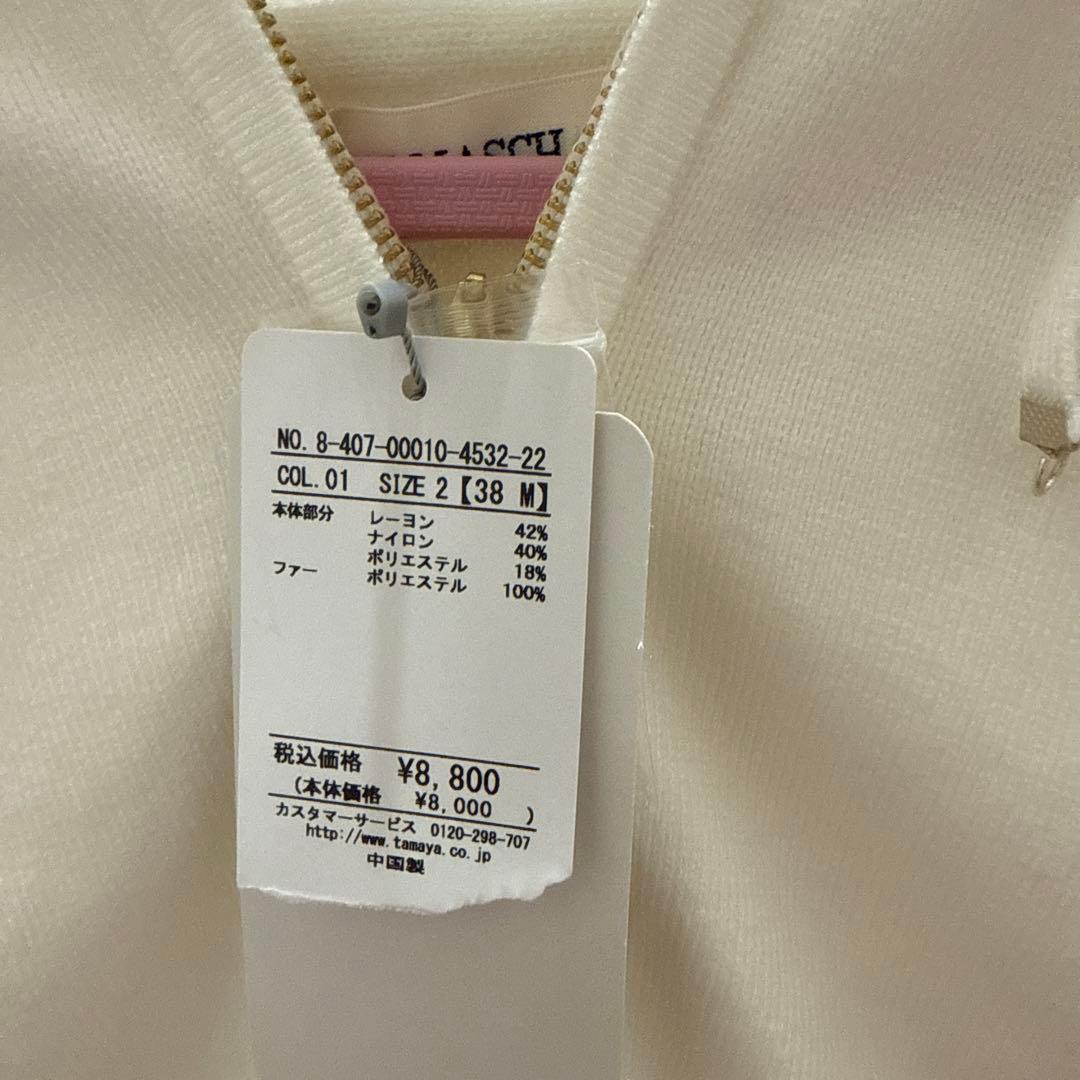 NO. 8-407-00010-4532-22
COL. 01 SIZE 2【38 M】
本体部分 レーヨン 42%
ナイロン 40%
ポリエステル 18%
ファー ポリエステル 100%
税込価格 ¥8,800
(本体価格 ¥8,000 )
カスタマーサービス 0120-298-707
http://www.tamaya.co.jp
中国製